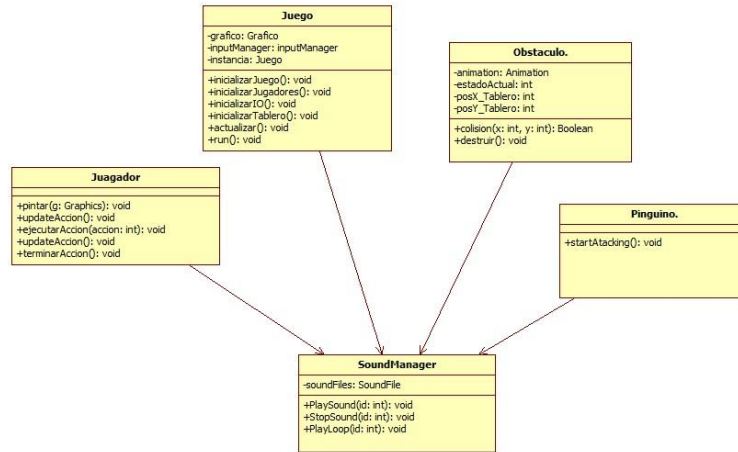 Juego
-grafico: Grafico
-inputManager: inputManager
-instancia: Juego
+inicializarJuego(): void
+inicializarJugadores(): void
+inicializarIO(): void
+inicializarTablero(): void
+actualizar(): void
+run(): void
Obstaculo.
-animation: Animation
-estadoActual: int
-posX_Tablero: int
-posY_Tablero: int
+colision(x: int, y: int): Boolean
+destruir(): void
Juagador
+pintar(g: Graphics): void
+updateAccion(): void
+ejecutarAccion(accion: int): void
+updateAccion(): void
+terminarAccion(): void
Pinguino.
+startAtacking(): void
SoundManager
-soundFiles: SoundFile
+PlaySound(id: int): void
+StopSound(id: int): void
+PlayLoop(id: int): void